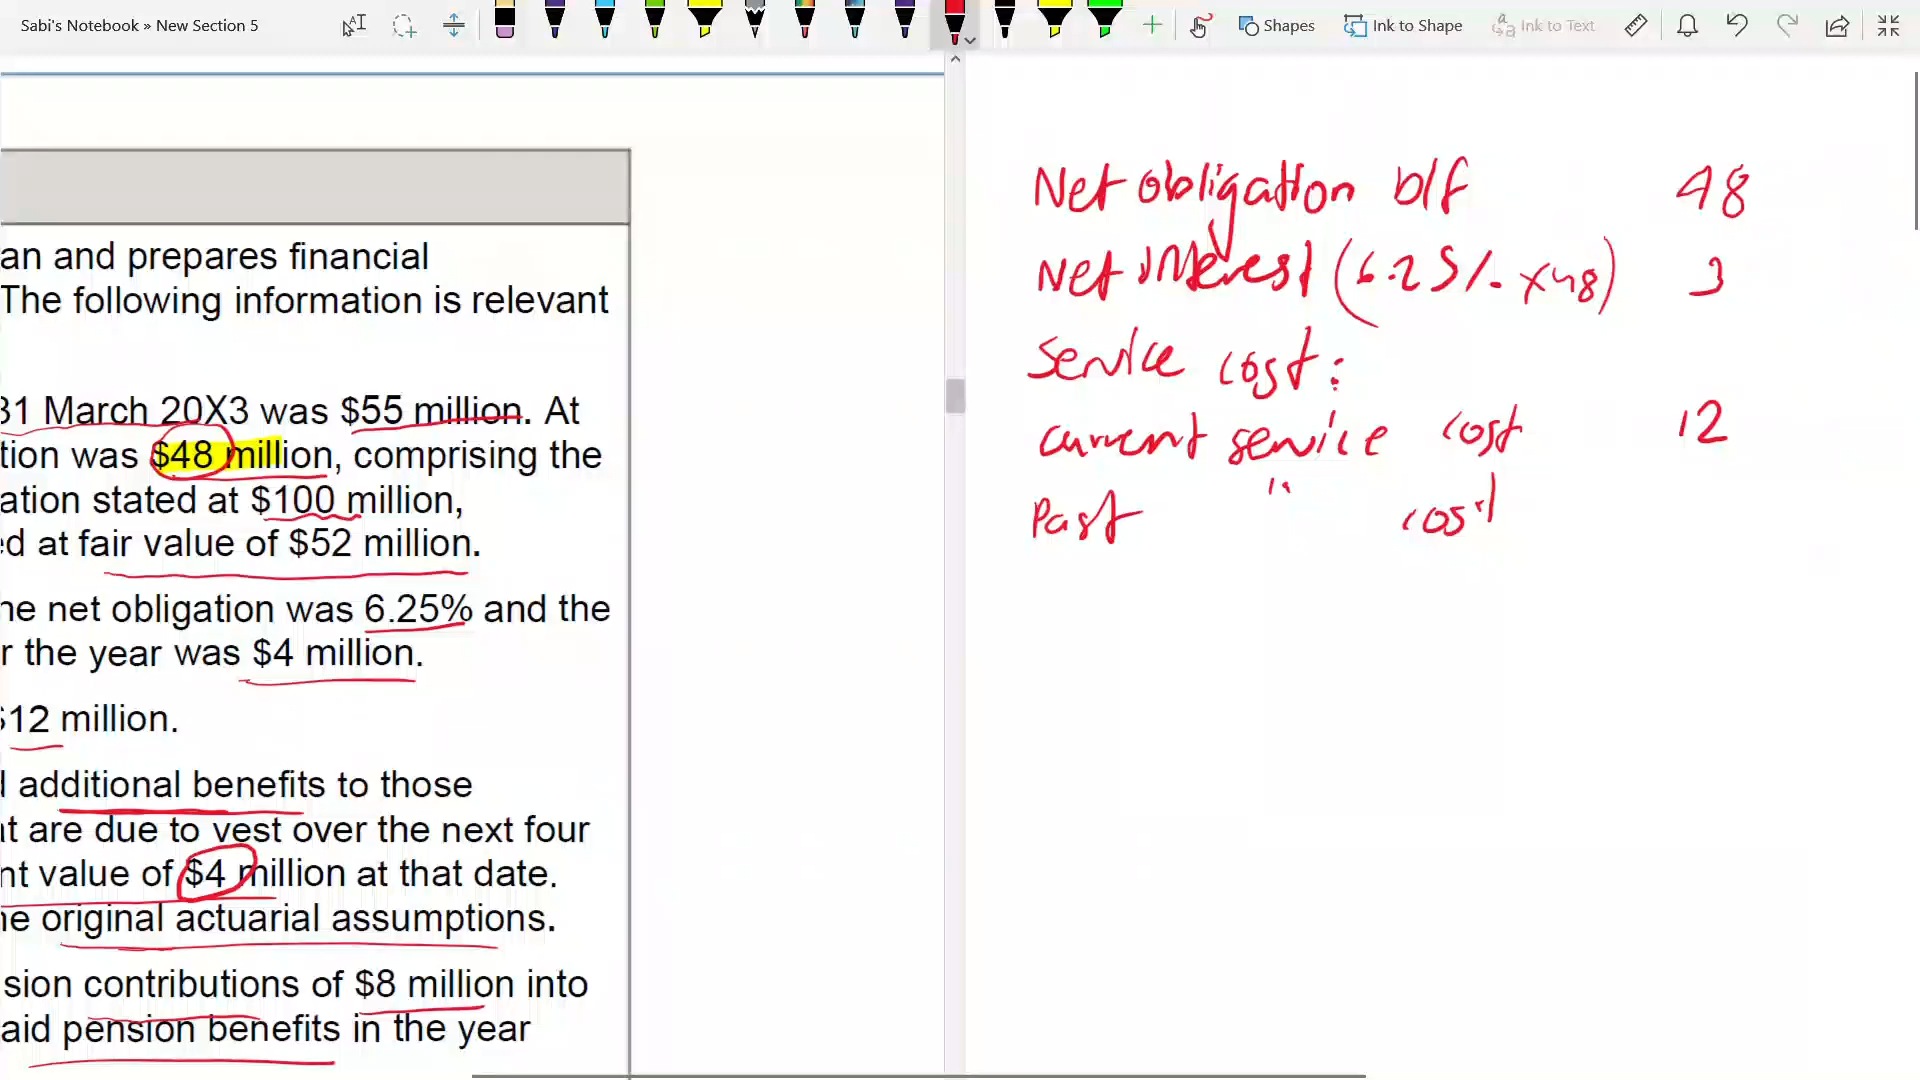 Sabi's Notebook » New Section 5
Shapes
Ink to Shape
Ink to Text
an and prepares financial
The following information is relevant
31 March 20X3 was $55 million. At
tion was $48 million, comprising the
ation stated at $100 million,
ed at fair value of $52 million.
he net obligation was 6.25% and the
r the year was $4 million.
$12 million.
d additional benefits to those
at are due to vest over the next four
nt value of $4 million at that date.
he original actuarial assumptions.
sion contributions of $8 million into
aid pension benefits in the year
Net obligation b/f 48
Net interest (6.25% x48) 3
Service cost:
current service cost 12
Past " cost